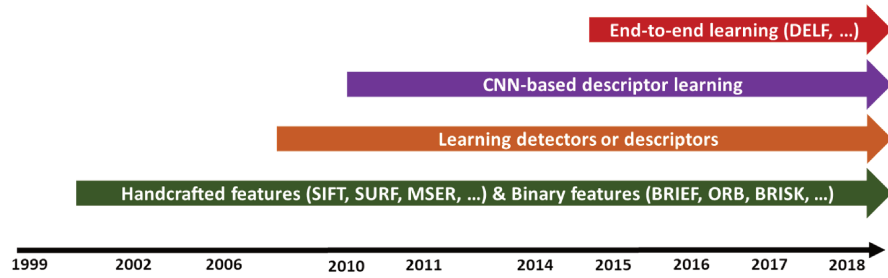 End-to-end learning (DELF, ...)
CNN-based descriptor learning
Learning detectors or descriptors
Handcrafted features (SIFT, SURF, MSER, ...) & Binary features (BRIEF, ORB, BRISK, ...)
1999 2002 2006 2010 2011 2014 2015 2016 2017 2018